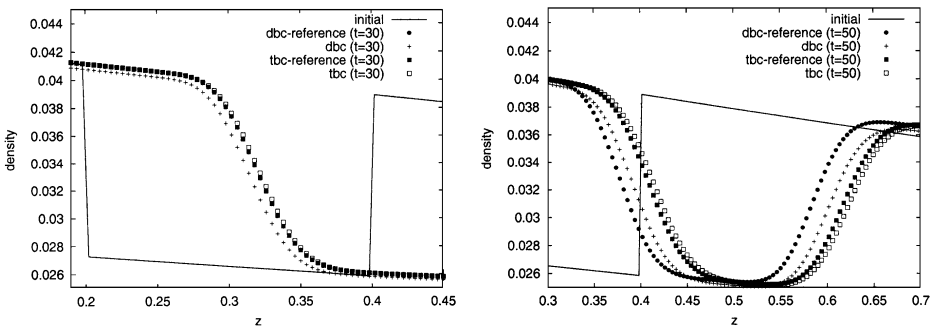 0.044
0.042
0.04
0.038
0.036
0.034
0.032
0.03
0.028
0.026
density
0.2
0.25
0.3
0.35
0.4
0.45
z
initial
dbc-reference (t=30)
dbc (t=30)
tbc-reference (t=30)
tbc (t=30)
0.044
0.042
0.04
0.038
0.036
0.034
0.032
0.03
0.028
0.026
density
0.3
0.35
0.4
0.45
0.5
0.55
0.6
0.65
0.7
z
initial
dbc-reference (t=50)
dbc (t=50)
tbc-reference (t=50)
tbc (t=50)